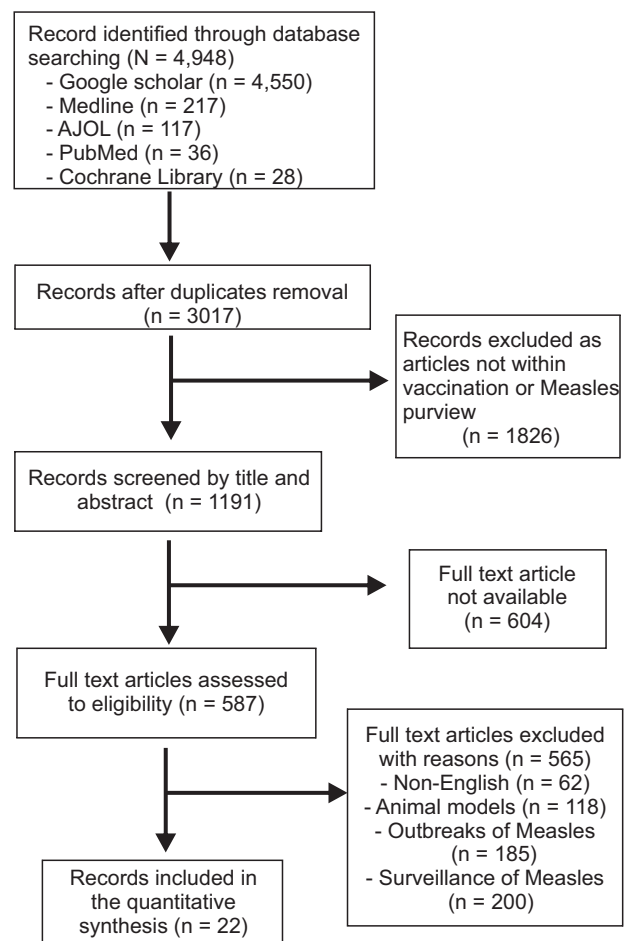 Record identified through database
searching (N = 4,948)
- Google scholar (n = 4,550)
- Medline (n = 217)
- AJOL (n = 117)
- PubMed (n = 36)
- Cochrane Library (n = 28)
Records after duplicates removal
(n = 3017)
Records excluded as
articles not within
vaccination or Measles
purview
(n = 1826)
Records screened by title and
abstract (n = 1191)
Full text article
not available
(n = 604)
Full text articles assessed
to eligibility (n = 587)
Full text articles excluded
with reasons (n = 565)
- Non-English (n = 62)
- Animal models (n = 118)
- Outbreaks of Measles
(n = 185)
- Surveillance of Measles
(n = 200)
Records included in
the quantitative
synthesis (n = 22)